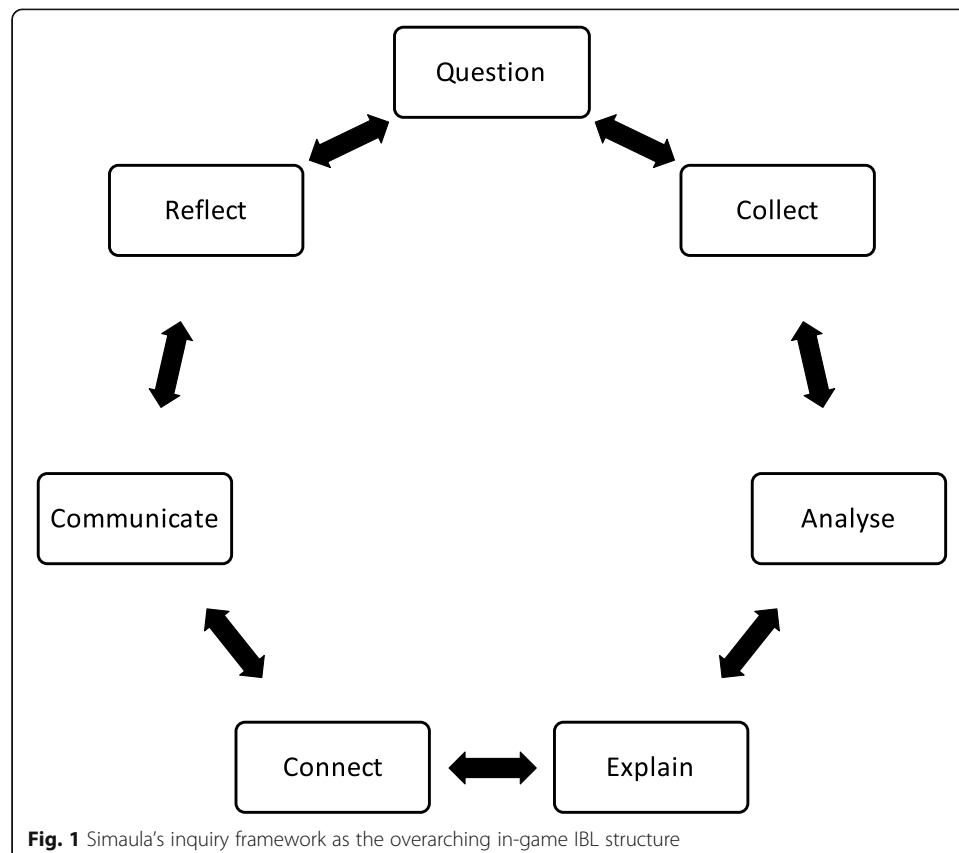 Question
Reflect
Collect
Communicate
Analyse
Connect
Explain
Fig. 1 Simaula's inquiry framework as the overarching in-game IBL structure